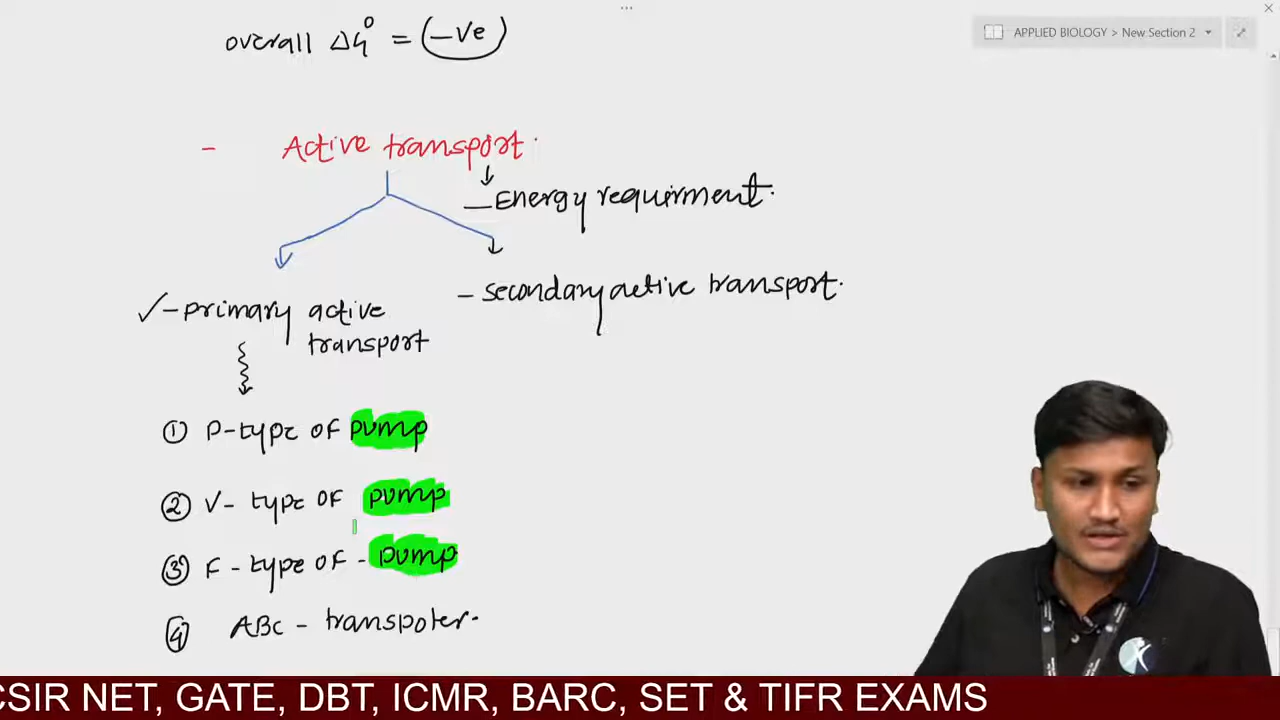 overall ΔG° = (-ve)
APPLIED BIOLOGY > New Section 2
- Active transport.
- Energy requirment.
- secondary active transport.
✓ - primary active
transport
① P-type of pump
② V- type of pump
③ F - type of - pump
④ ABC - transpoter.
CSIR NET, GATE, DBT, ICMR, BARC, SET & TIFR EXAMS